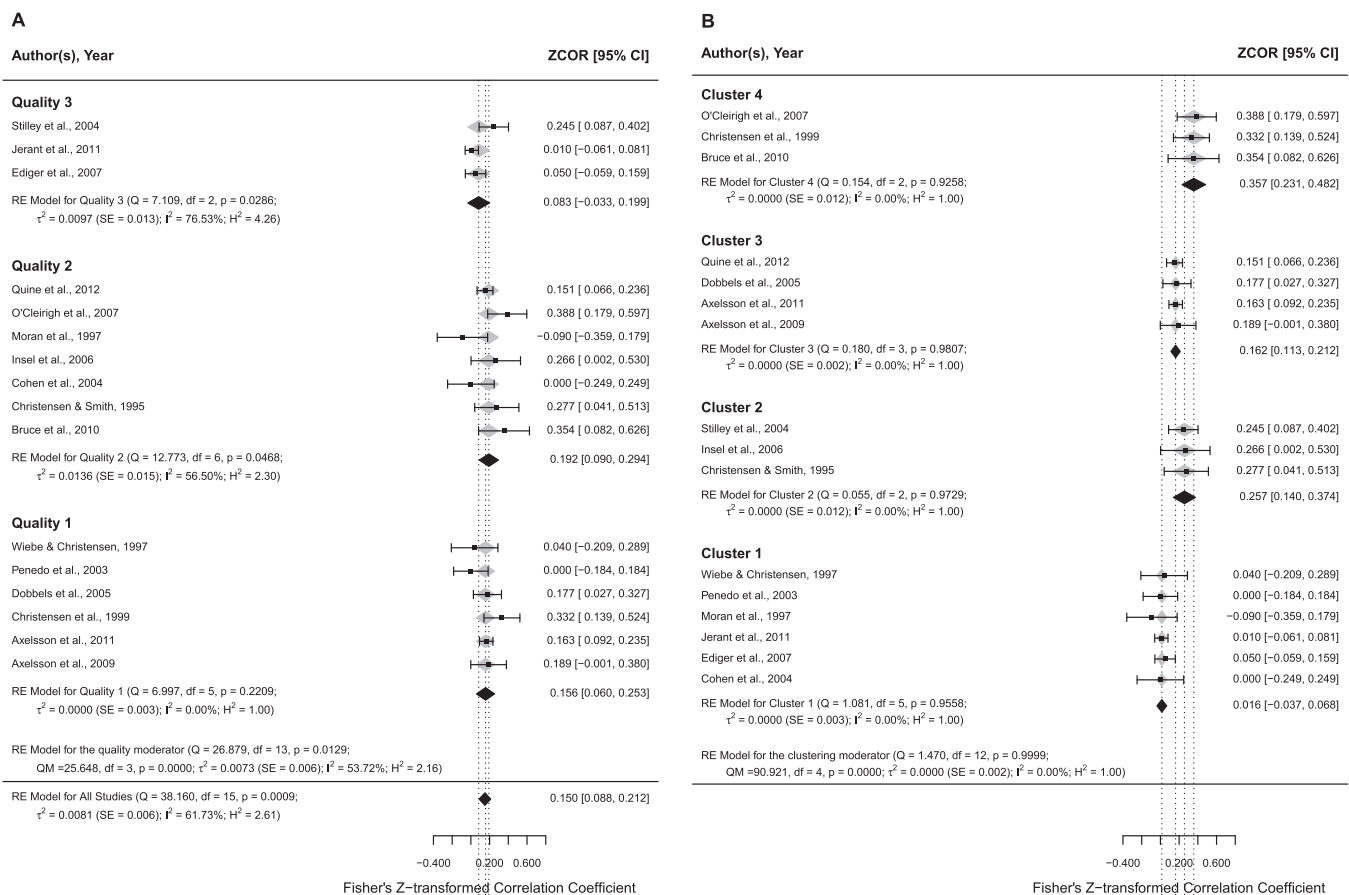 A
Author(s), Year ZCOR [95% CI]
Quality 3
Stilley et al., 2004 0.245 [ 0.087, 0.402]
Jerant et al., 2011 0.010 [−0.061, 0.081]
Ediger et al., 2007 0.050 [−0.059, 0.159]
RE Model for Quality 3 (Q = 7.109, df = 2, p = 0.0286; 0.083 [−0.033, 0.199]
τ² = 0.0097 (SE = 0.013); I² = 76.53%; H² = 4.26)
Quality 2
Quine et al., 2012 0.151 [ 0.066, 0.236]
O'Cleirigh et al., 2007 0.388 [ 0.179, 0.597]
Moran et al., 1997 −0.090 [−0.359, 0.179]
Insel et al., 2006 0.266 [ 0.002, 0.530]
Cohen et al., 2004 0.000 [−0.249, 0.249]
Christensen & Smith, 1995 0.277 [ 0.041, 0.513]
Bruce et al., 2010 0.354 [ 0.082, 0.626]
RE Model for Quality 2 (Q = 12.773, df = 6, p = 0.0468; 0.192 [0.090, 0.294]
τ² = 0.0136 (SE = 0.015); I² = 56.50%; H² = 2.30)
Quality 1
Wiebe & Christensen, 1997 0.040 [−0.209, 0.289]
Penedo et al., 2003 0.000 [−0.184, 0.184]
Dobbels et al., 2005 0.177 [ 0.027, 0.327]
Christensen et al., 1999 0.332 [ 0.139, 0.524]
Axelsson et al., 2011 0.163 [ 0.092, 0.235]
Axelsson et al., 2009 0.189 [−0.001, 0.380]
RE Model for Quality 1 (Q = 6.997, df = 5, p = 0.2209; 0.156 [0.060, 0.253]
τ² = 0.0000 (SE = 0.003); I² = 0.00%; H² = 1.00)
RE Model for the quality moderator (Q = 26.879, df = 13, p = 0.0129;
QM =25.648, df = 3, p = 0.0000; τ² = 0.0073 (SE = 0.006); I² = 53.72%; H² = 2.16)
RE Model for All Studies (Q = 38.160, df = 15, p = 0.0009; 0.150 [0.088, 0.212]
τ² = 0.0081 (SE = 0.006); I² = 61.73%; H² = 2.61)
−0.400 0.200 0.600
Fisher's Z−transformed Correlation Coefficient
B
Author(s), Year ZCOR [95% CI]
Cluster 4
O'Cleirigh et al., 2007 0.388 [ 0.179, 0.597]
Christensen et al., 1999 0.332 [ 0.139, 0.524]
Bruce et al., 2010 0.354 [ 0.082, 0.626]
RE Model for Cluster 4 (Q = 0.154, df = 2, p = 0.9258; 0.357 [0.231, 0.482]
τ² = 0.0000 (SE = 0.012); I² = 0.00%; H² = 1.00)
Cluster 3
Quine et al., 2012 0.151 [ 0.066, 0.236]
Dobbels et al., 2005 0.177 [ 0.027, 0.327]
Axelsson et al., 2011 0.163 [ 0.092, 0.235]
Axelsson et al., 2009 0.189 [−0.001, 0.380]
RE Model for Cluster 3 (Q = 0.180, df = 3, p = 0.9807; 0.162 [0.113, 0.212]
τ² = 0.0000 (SE = 0.002); I² = 0.00%; H² = 1.00)
Cluster 2
Stilley et al., 2004 0.245 [ 0.087, 0.402]
Insel et al., 2006 0.266 [ 0.002, 0.530]
Christensen & Smith, 1995 0.277 [ 0.041, 0.513]
RE Model for Cluster 2 (Q = 0.055, df = 2, p = 0.9729; 0.257 [0.140, 0.374]
τ² = 0.0000 (SE = 0.012); I² = 0.00%; H² = 1.00)
Cluster 1
Wiebe & Christensen, 1997 0.040 [−0.209, 0.289]
Penedo et al., 2003 0.000 [−0.184, 0.184]
Moran et al., 1997 −0.090 [−0.359, 0.179]
Jerant et al., 2011 0.010 [−0.061, 0.081]
Ediger et al., 2007 0.050 [−0.059, 0.159]
Cohen et al., 2004 0.000 [−0.249, 0.249]
RE Model for Cluster 1 (Q = 1.081, df = 5, p = 0.9558; 0.016 [−0.037, 0.068]
τ² = 0.0000 (SE = 0.003); I² = 0.00%; H² = 1.00)
RE Model for the clustering moderator (Q = 1.470, df = 12, p = 0.9999;
QM =90.921, df = 4, p = 0.0000; τ² = 0.0000 (SE = 0.002); I² = 0.00%; H² = 1.00)
−0.400 0.200 0.600
Fisher's Z−transformed Correlation Coefficient